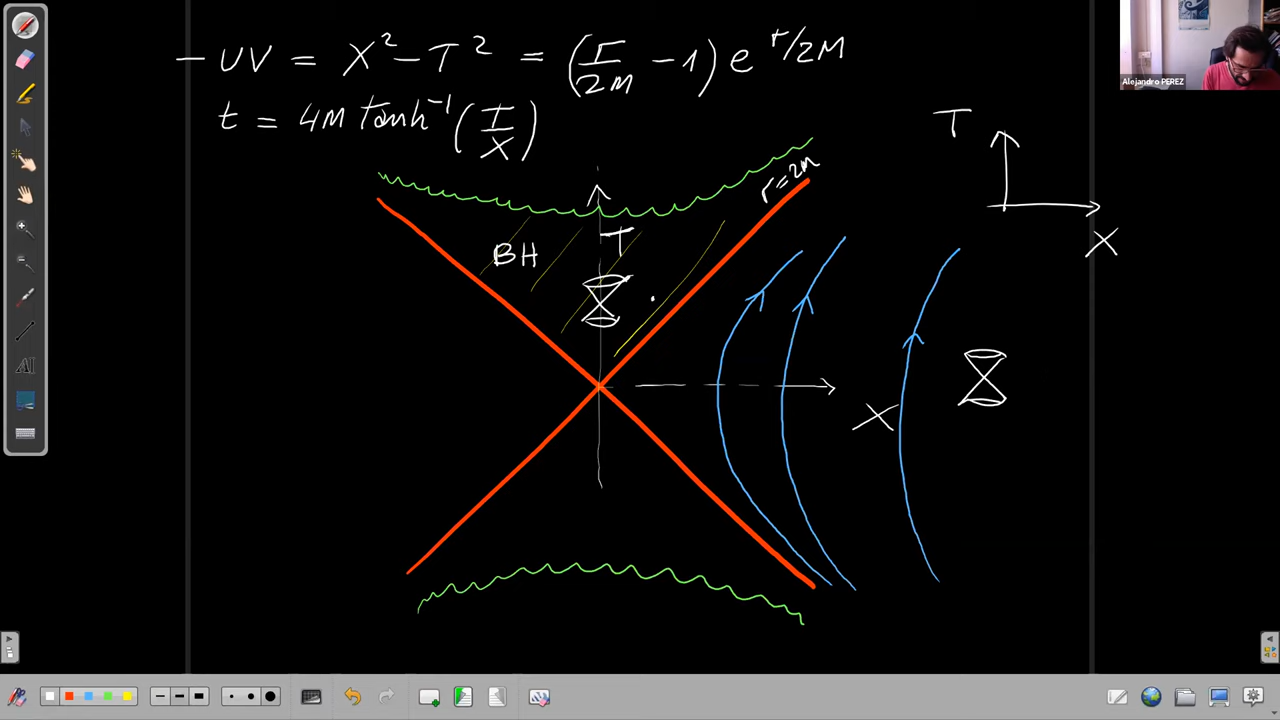 - UV = X² - T² = (r/2M - 1) e^r/2M
t = 4M tanh⁻¹ (T/X)
Alejandro PEREZ
T
X
r=2M
BH
T
X